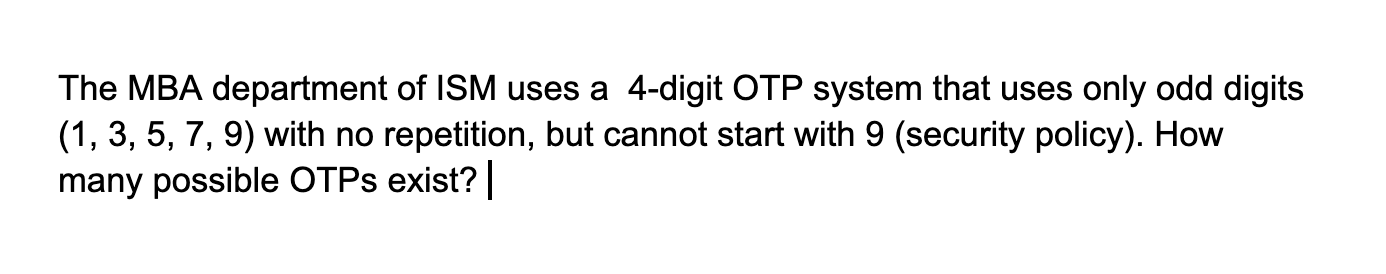 The MBA department of ISM uses a  4-digit OTP system that uses only odd digits
(1, 3, 5, 7, 9) with no repetition, but cannot start with 9 (security policy). How
many possible OTPs exist?